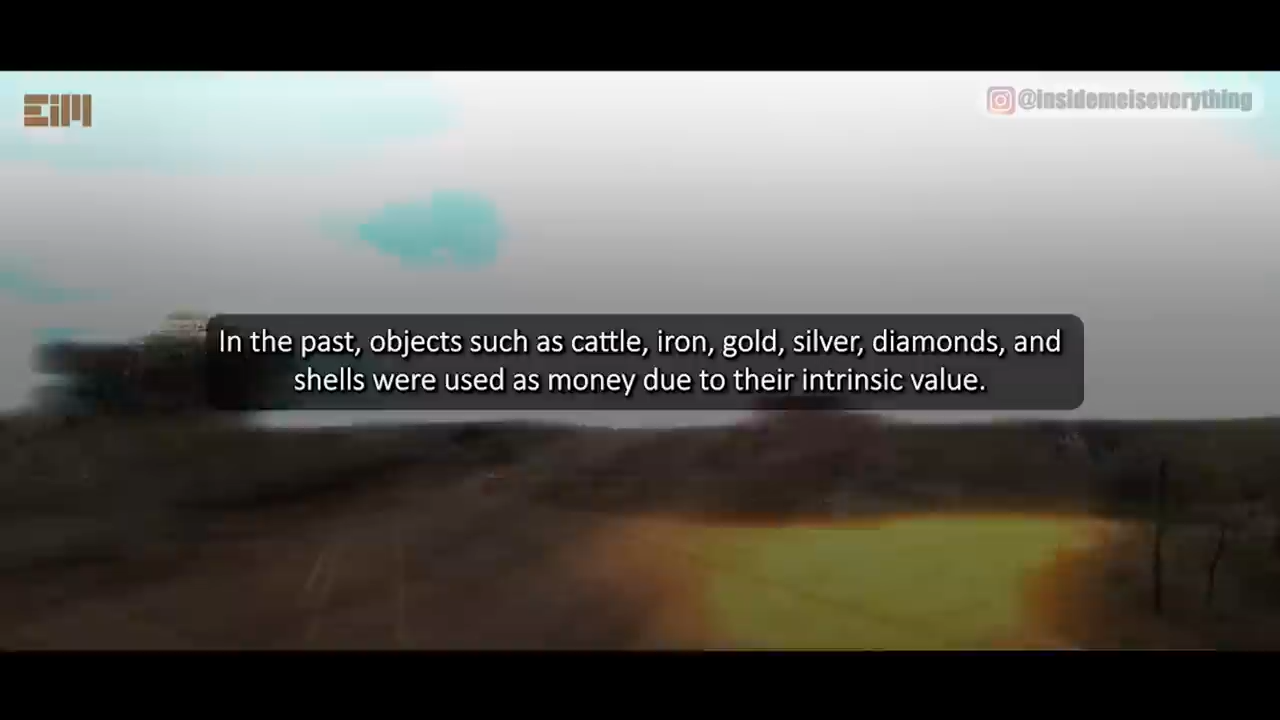 EiM
@insidemeiseverything
In the past, objects such as cattle, iron, gold, silver, diamonds, and
shells were used as money due to their intrinsic value.